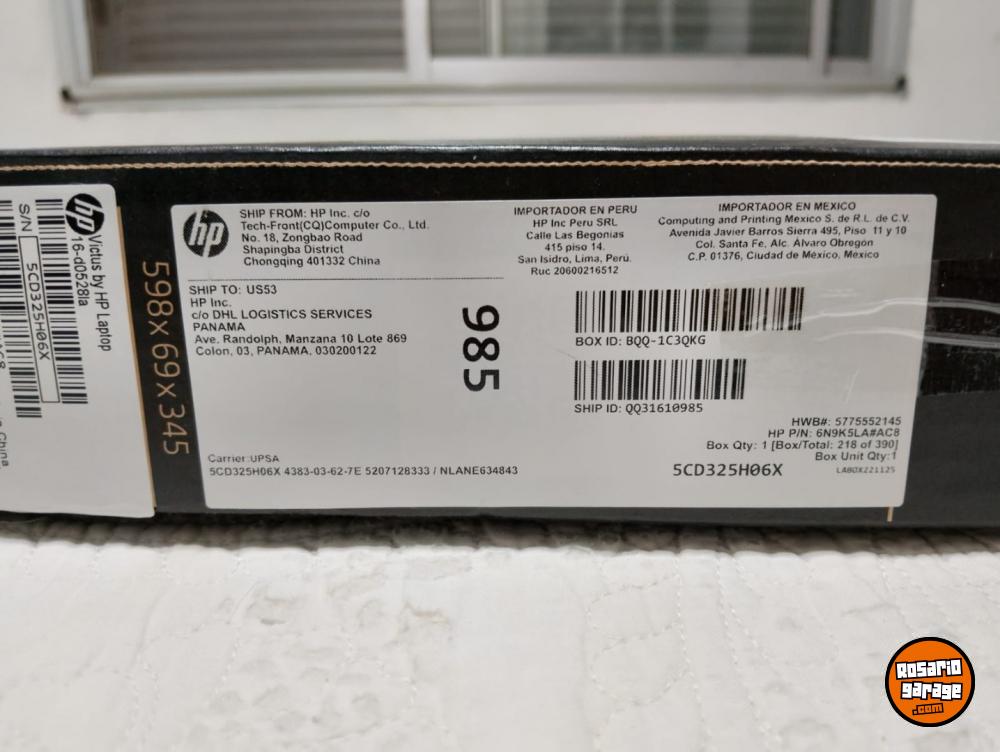 hp
Victus by HP Laptop
16-00528la
S/N
5CD325H06X
598 x 69 x 345
hp
SHIP FROM: HP Inc. c/o
Tech-Front(CQ)Computer Co., Ltd.
No. 18, Zongbao Road
Shapingba District
Chongqing 401332 China
IMPORTADOR EN PERU
HP Inc Peru SRL
Calle Las Begonias
415 piso 14.
San Isidro, Lima, Perú.
Ruc 20600216512
IMPORTADOR EN MEXICO
Computing and Printing Mexico S. de R.L. de C.V.
Avenida Javier Barros Sierra 495, Piso 11 y 10
Col. Santa Fe, Alc. Álvaro Obregón
C.P. 01376, Ciudad de México, México
SHIP TO: US53
HP Inc.
c/o DHL LOGISTICS SERVICES
PANAMA
Ave. Randolph, Manzana 10 Lote 869
Colon, 03, PANAMA, 030200122
985
BOX ID: BQQ-1C3QKG
SHIP ID: QQ31610985
HWB#: 5775552145
HP P/N: 6N9K5LA#AC8
Box Qty: 1 [Box/Total: 218 of 390]
Box Unit Qty:1
Carrier:UPSA
5CD325H06X 4383-03-62-7E 5207128333 / NLANE634843
5CD325H06X
LABOX221125
ROSARIO
garage
.com